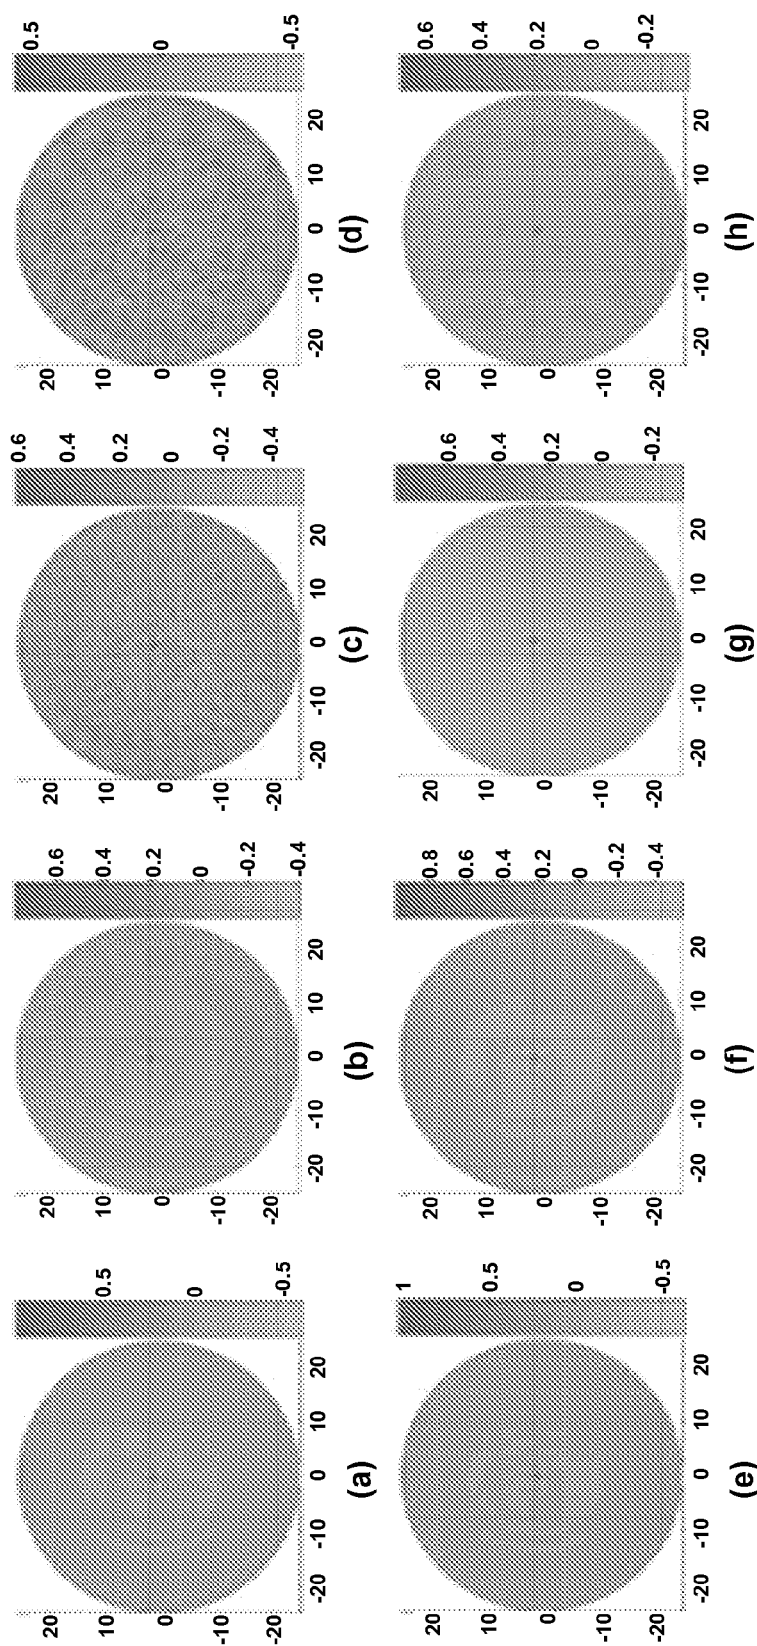 20 10 0 -10 -20
-20 -10 0 10 20
0.5 0 -0.5
(a)
20 10 0 -10 -20
-20 -10 0 10 20
0.6 0.4 0.2 0 -0.2 -0.4
(b)
20 10 0 -10 -20
-20 -10 0 10 20
0.6 0.4 0.2 0 -0.2 -0.4
(c)
20 10 0 -10 -20
-20 -10 0 10 20
0.5 0 -0.5
(d)
20 10 0 -10 -20
-20 -10 0 10 20
1 0.5 0 -0.5
(e)
20 10 0 -10 -20
-20 -10 0 10 20
0.8 0.6 0.4 0.2 0 -0.2 -0.4
(f)
20 10 0 -10 -20
-20 -10 0 10 20
0.6 0.4 0.2 0 -0.2
(g)
20 10 0 -10 -20
-20 -10 0 10 20
0.6 0.4 0.2 0 -0.2
(h)